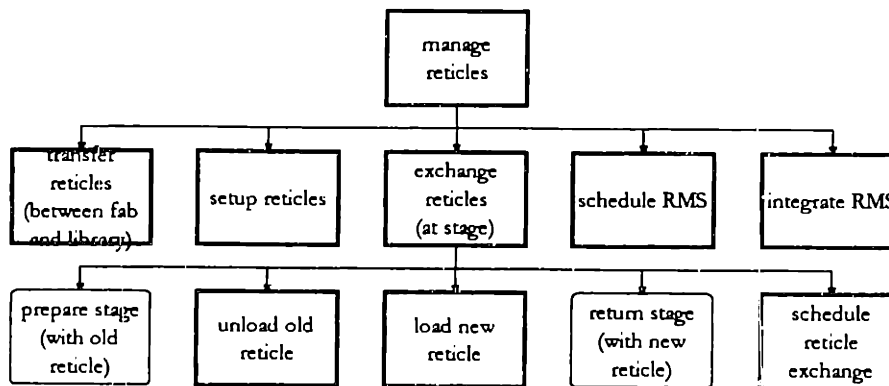 manage
reticles
transfer
reticles
(between fab
and library)
setup reticles
exchange
reticles
(at stage)
schedule RMS
integrate RMS
prepare stage
(with old
reticle)
unload old
reticle
load new
reticle
return stage
(with new
reticle)
schedule
reticle
exchange